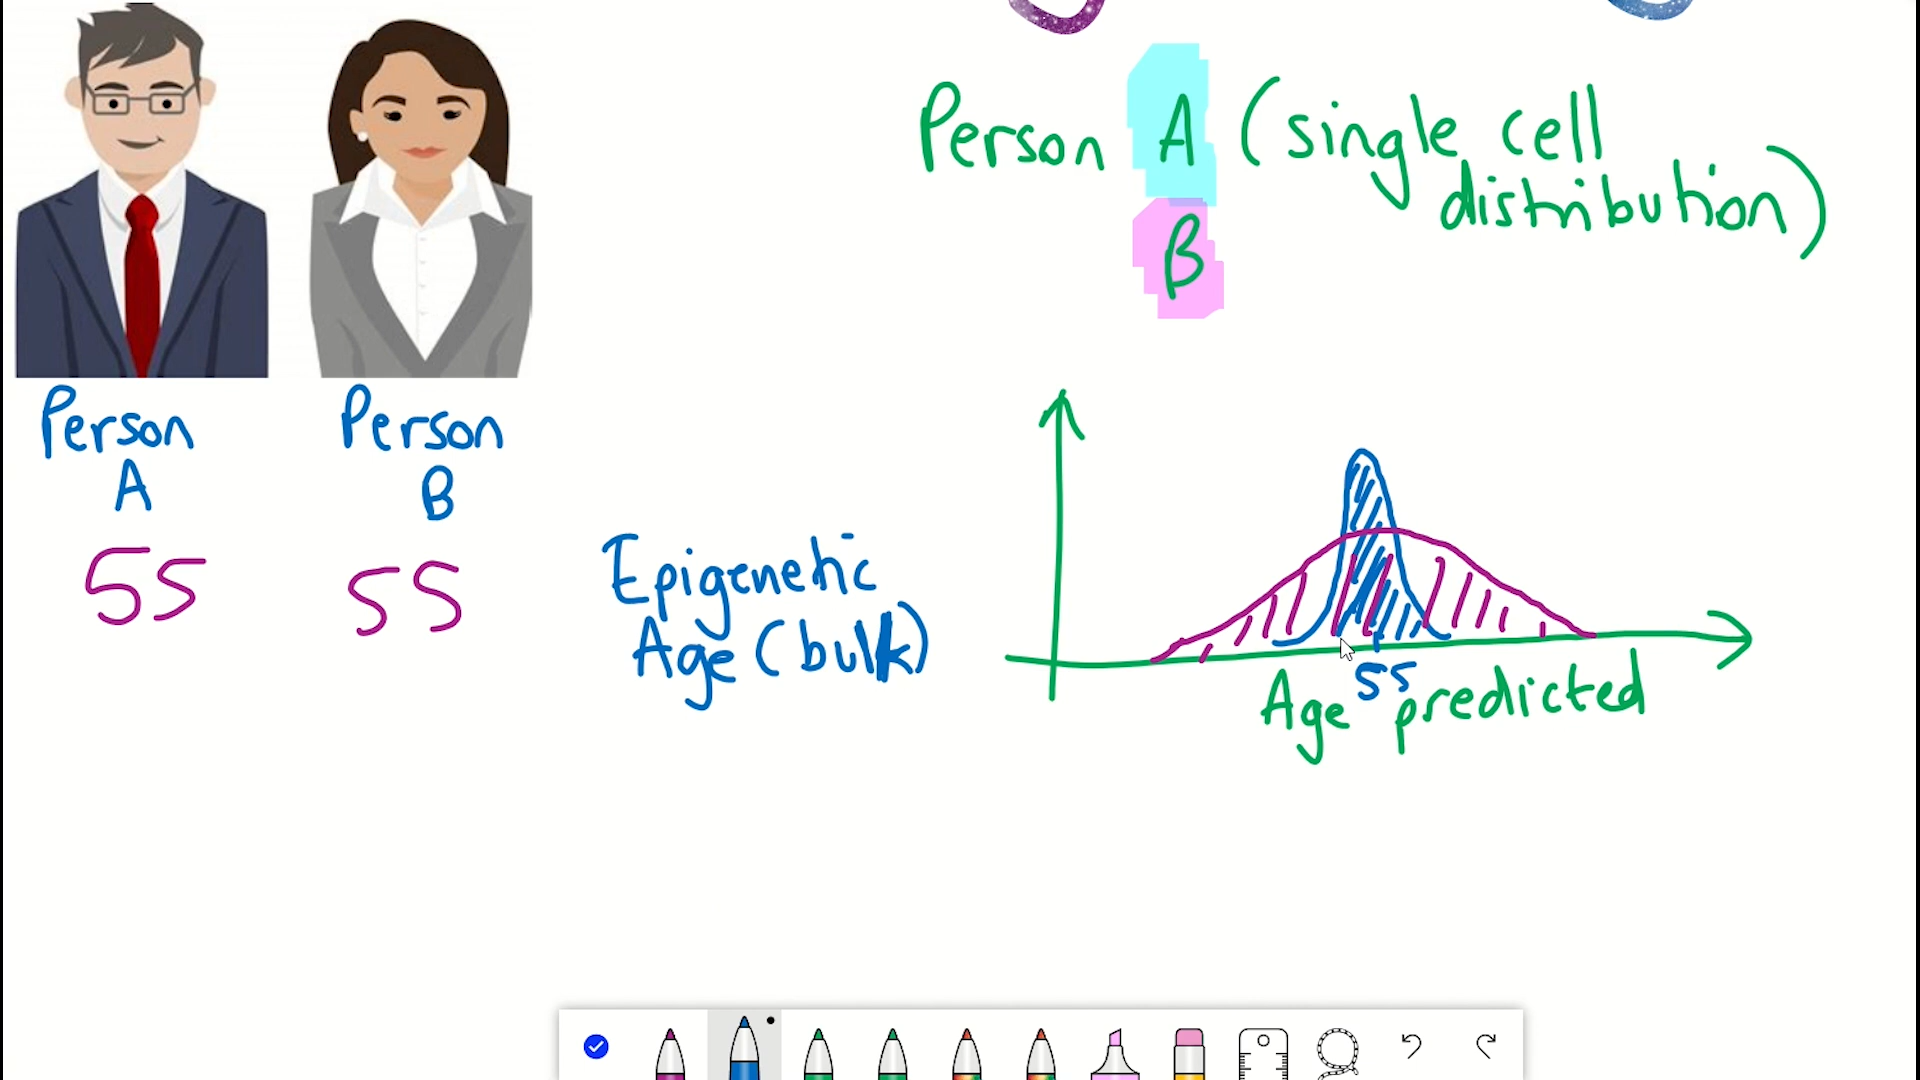 Person A (single cell
distribution)
B
Person
A
Person
B
55
55
Epigenetic
Age (bulk)
55
Age predicted